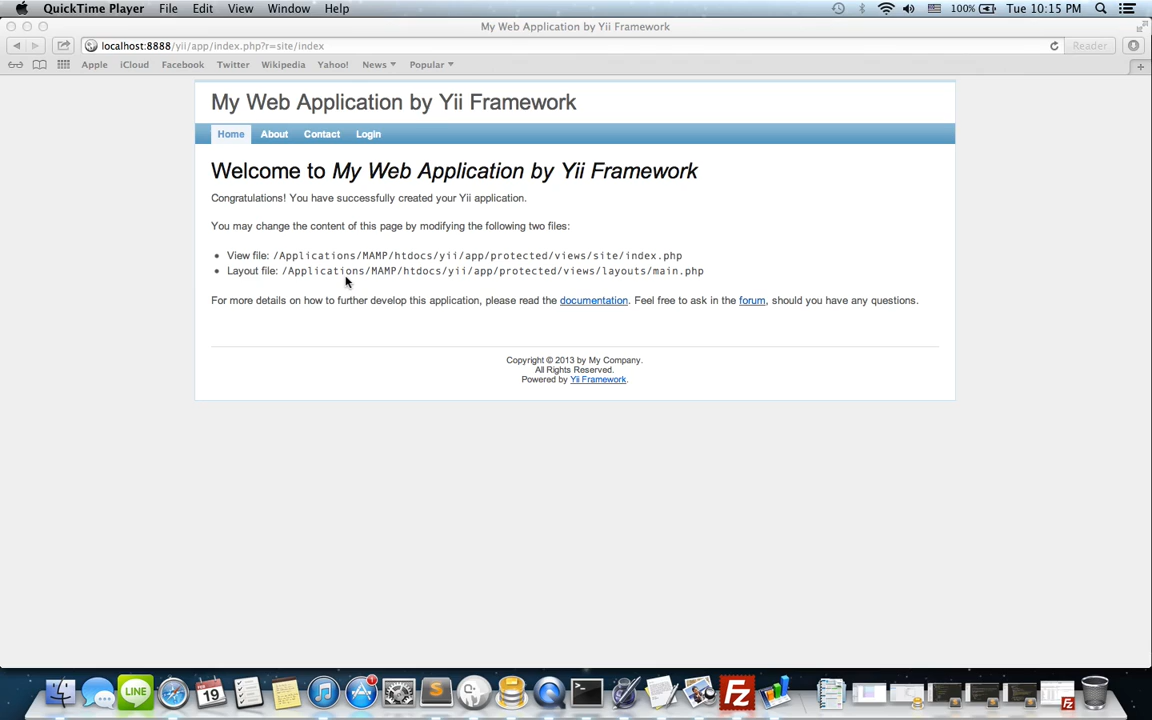 QuickTime Player File Edit View Window Help 100% Tue 10:15 PM
My Web Application by Yii Framework
localhost:8888/yii/app/index.php?r=site/index Reader
Apple iCloud Facebook Twitter Wikipedia Yahoo! News Popular
My Web Application by Yii Framework
Home About Contact Login
Welcome to My Web Application by Yii Framework
Congratulations! You have successfully created your Yii application.
You may change the content of this page by modifying the following two files:
• View file: /Applications/MAMP/htdocs/yii/app/protected/views/site/index.php
• Layout file: /Applications/MAMP/htdocs/yii/app/protected/views/layouts/main.php
For more details on how to further develop this application, please read the documentation. Feel free to ask in the forum, should you have any questions.
Copyright © 2013 by My Company.
All Rights Reserved.
Powered by Yii Framework.
LINE
19
1
S
FZ